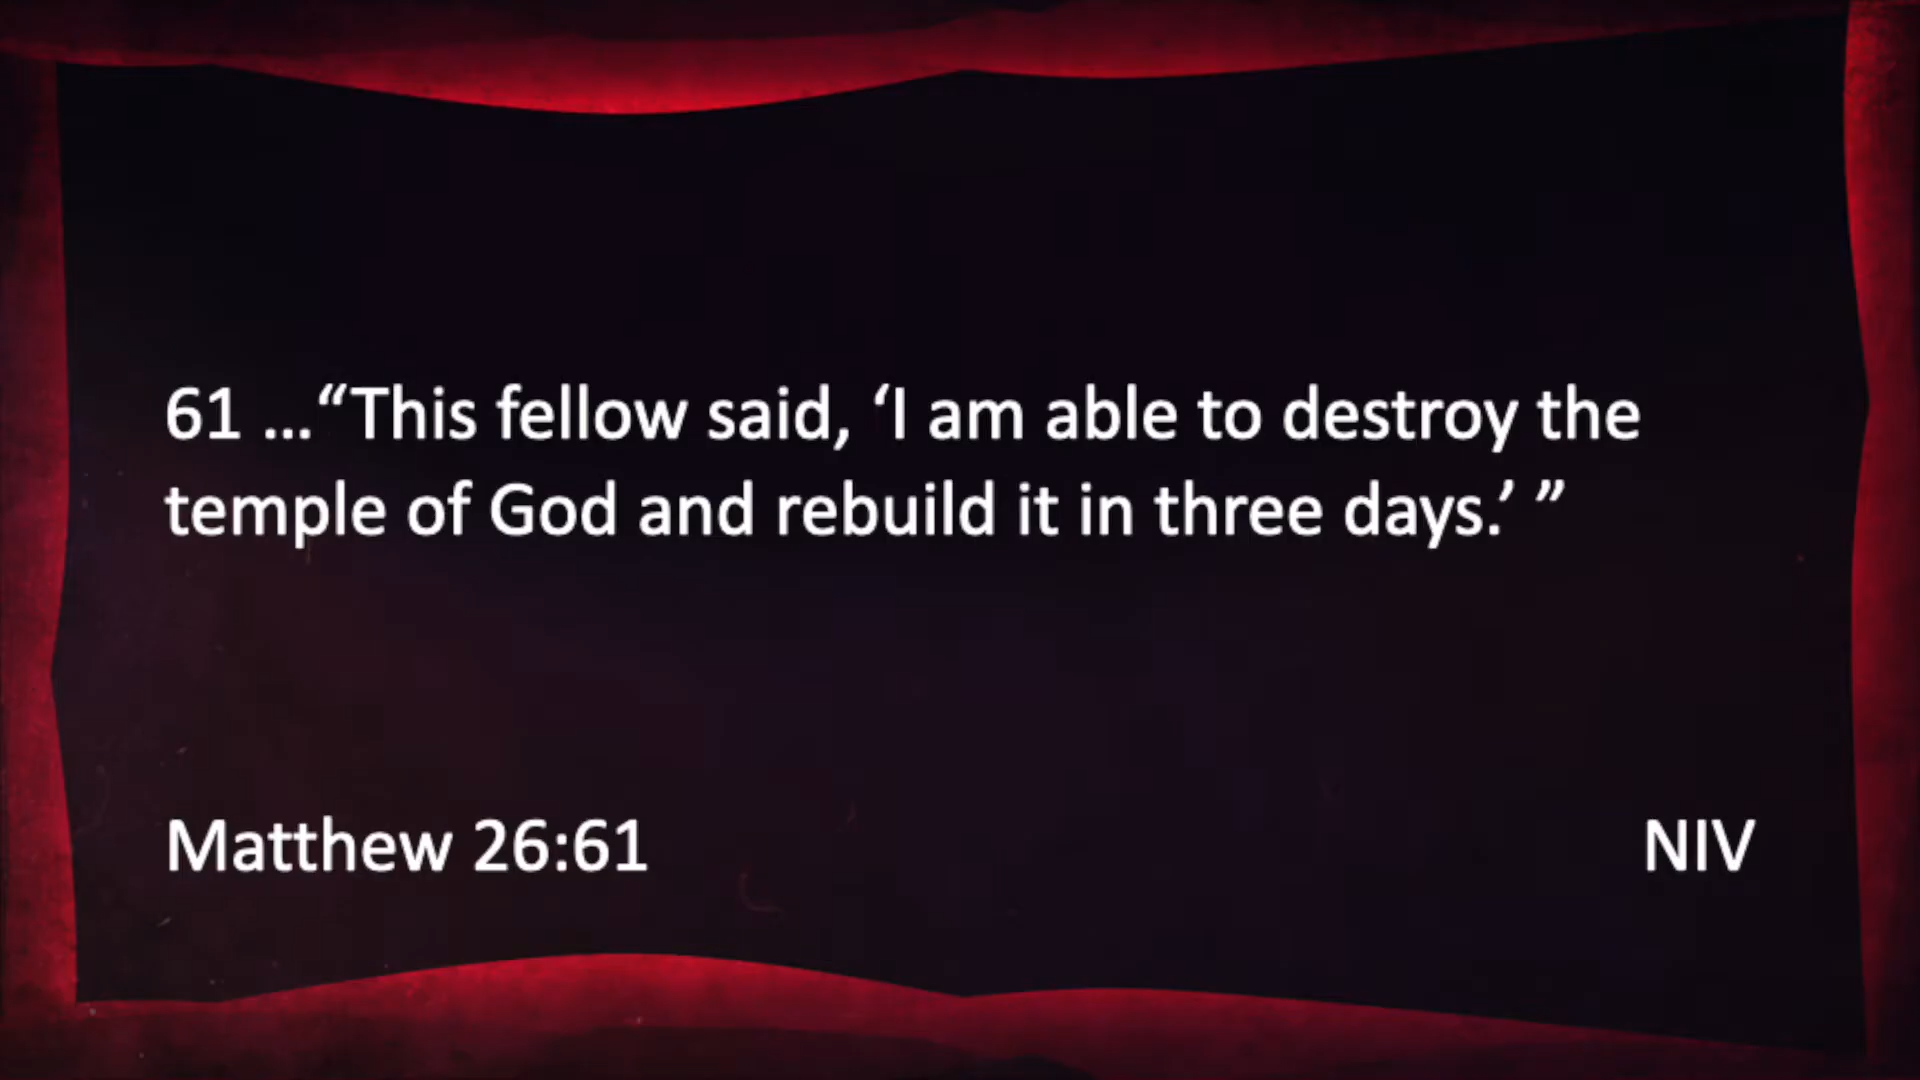 61 ...“This fellow said, ‘I am able to destroy the
temple of God and rebuild it in three days.’ ”
Matthew 26:61
NIV